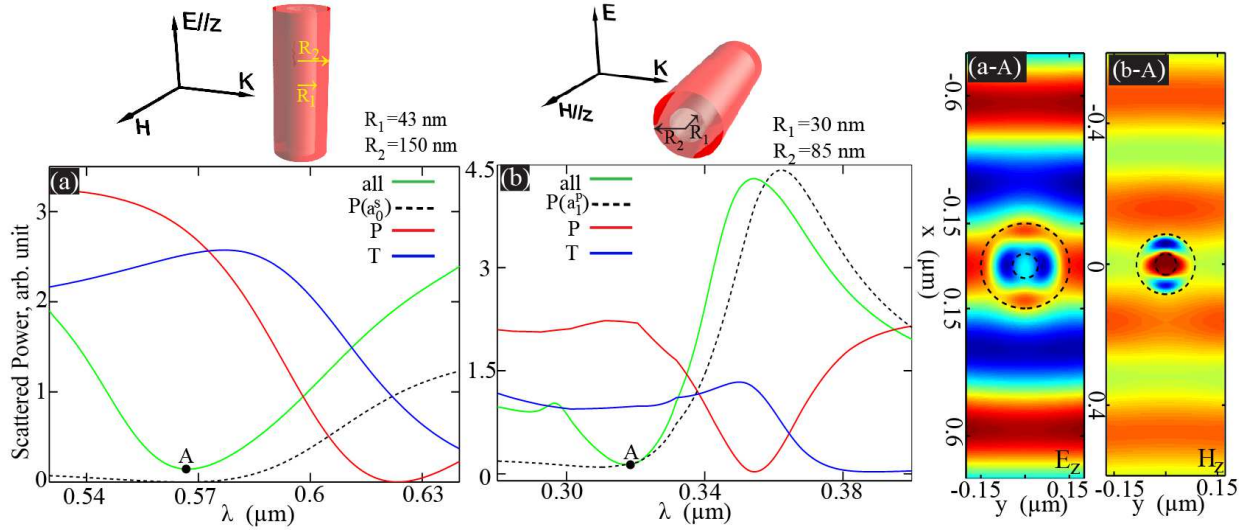 E//z
K
H
R₂
R₁
R₁=43 nm
R₂=150 nm
E
K
H//z
R₂
R₁
R₁=30 nm
R₂=85 nm
(a)
all
P(a₀ˢ)
P
T
A
3
2
1
0
0.54
0.57
0.6
0.63
Scattered Power, arb. unit
λ (μm)
(b)
all
P(a₁ᵖ)
P
T
A
4.5
3
1.5
0
0.30
0.34
0.38
λ (μm)
(a-A)
-0.6
-0.15
0.15
0.6
x (μm)
Ez
-0.15
0.15
y (μm)
(b-A)
-0.4
0
0.4
Hz
-0.15
0.15
y (μm)